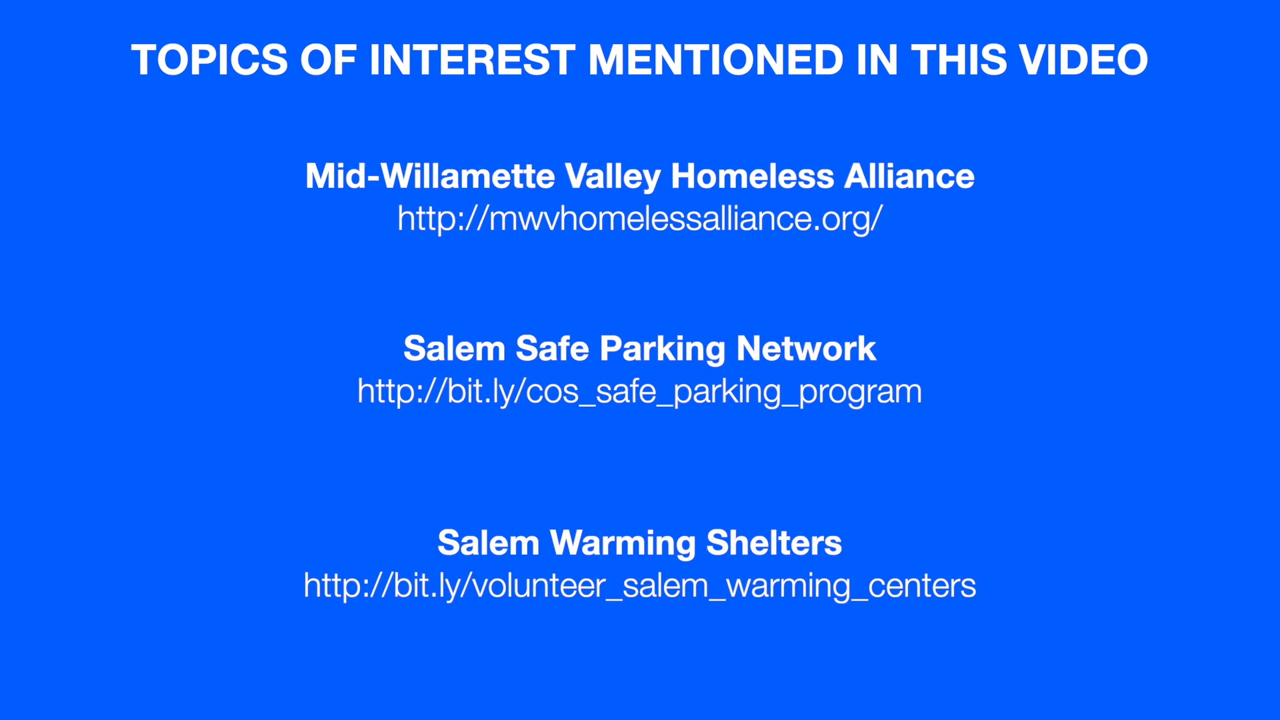 TOPICS OF INTEREST MENTIONED IN THIS VIDEO
Mid-Willamette Valley Homeless Alliance
http://mwvhomelessalliance.org/
Salem Safe Parking Network
http://bit.ly/cos_safe_parking_program
Salem Warming Shelters
http://bit.ly/volunteer_salem_warming_centers